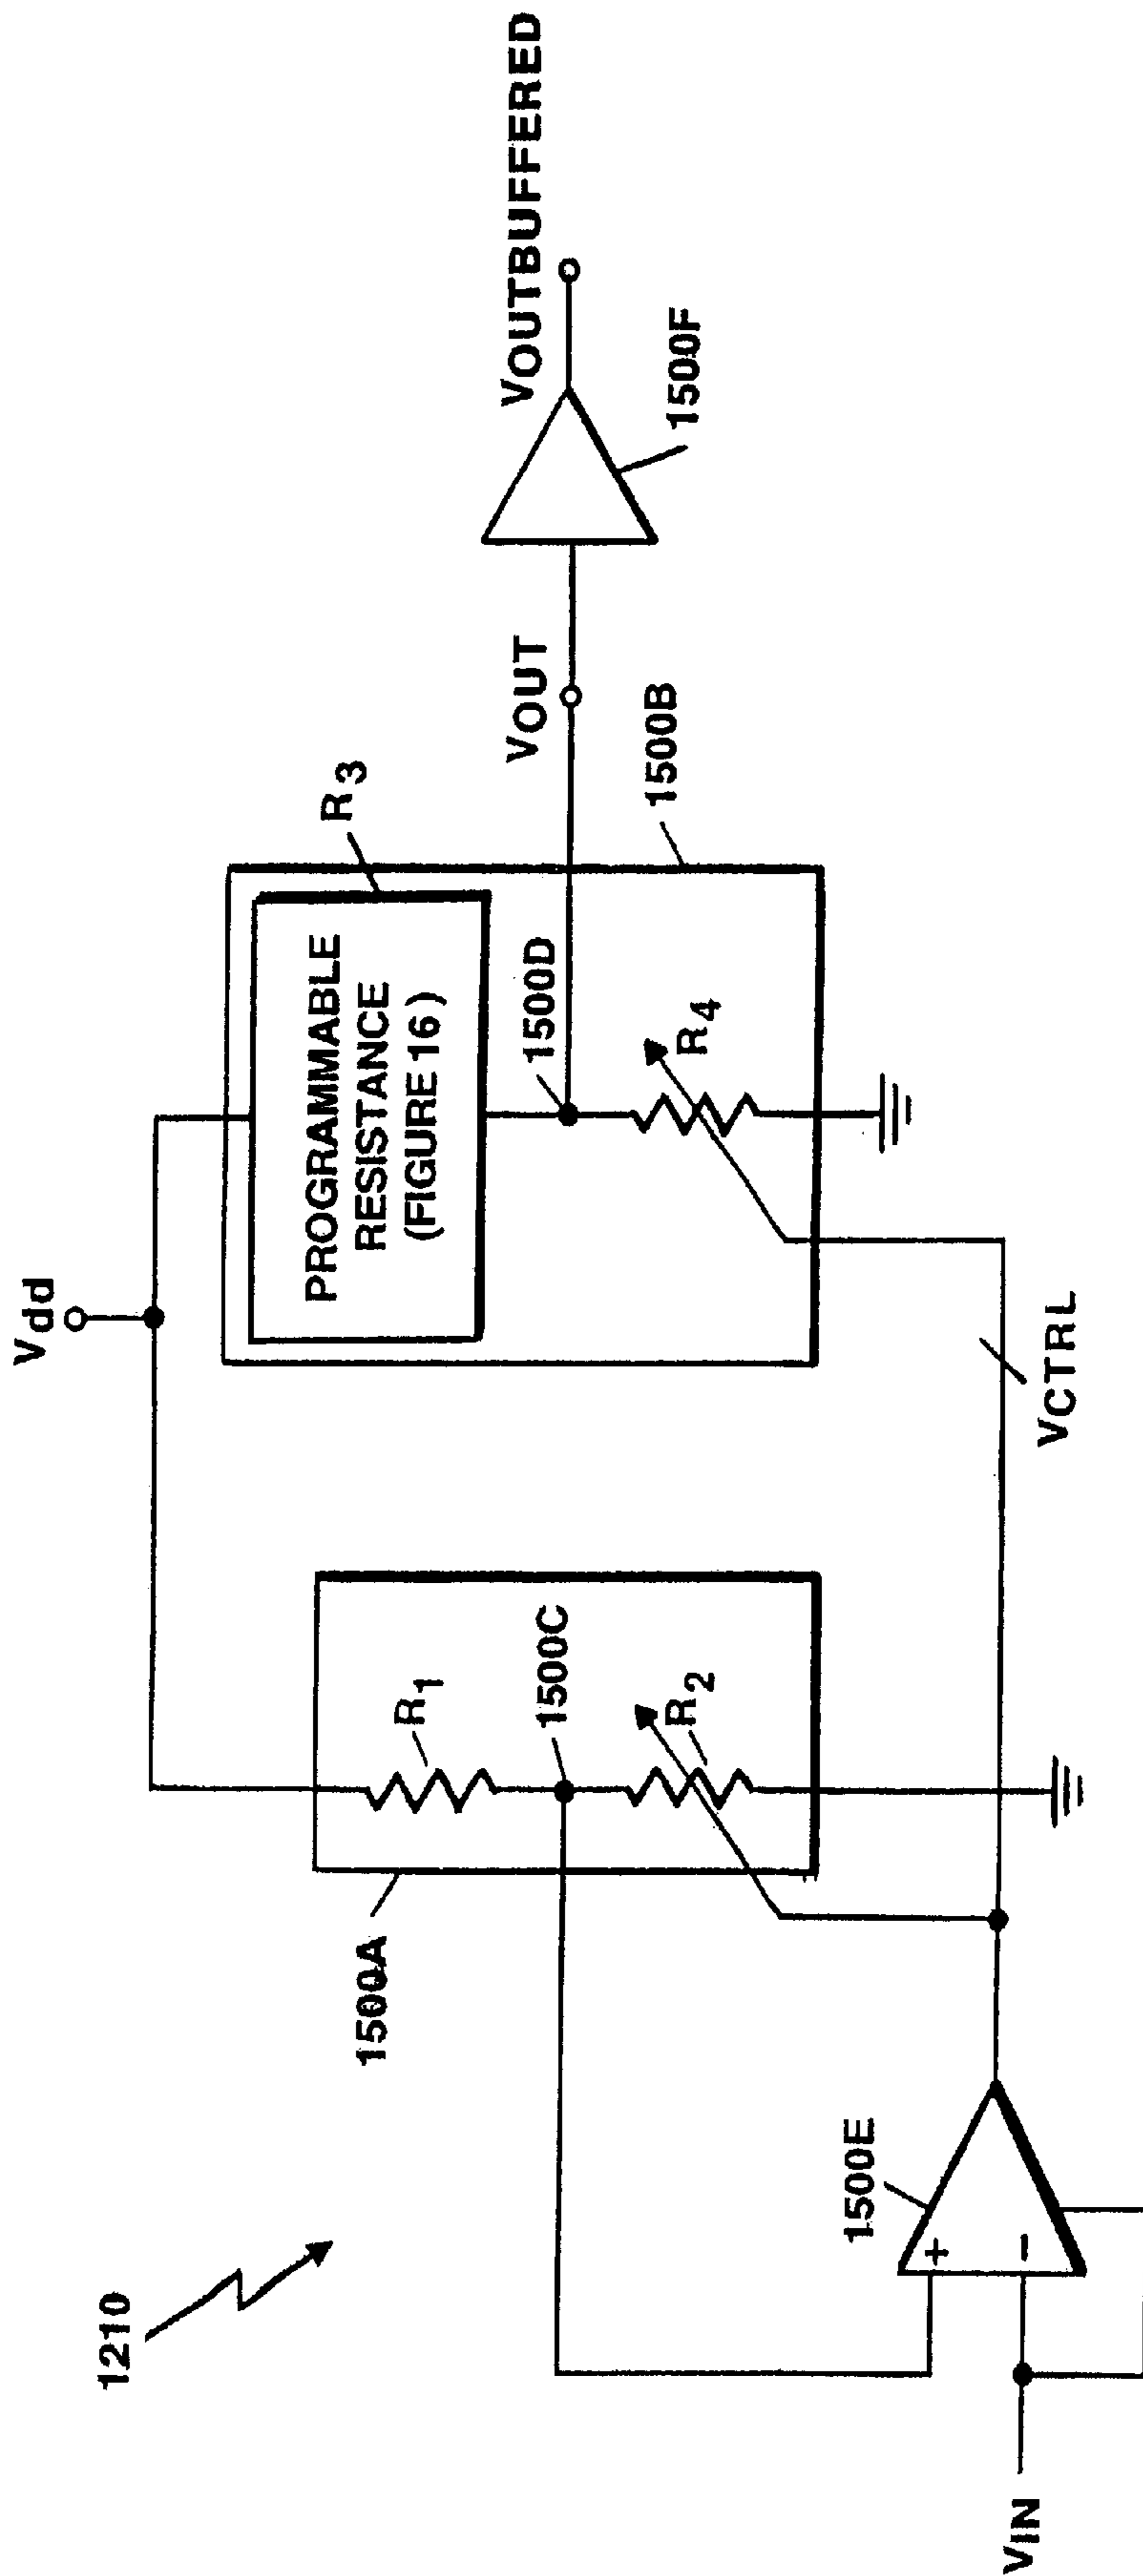 1210
Vdd
1500A
R1
1500C
R2
PROGRAMMABLE
RESISTANCE
(FIGURE 16)
R3
1500D
R4
1500B
VOUT
VOUTBUFFERED
1500F
1500E
+
-
VIN
VCTRL